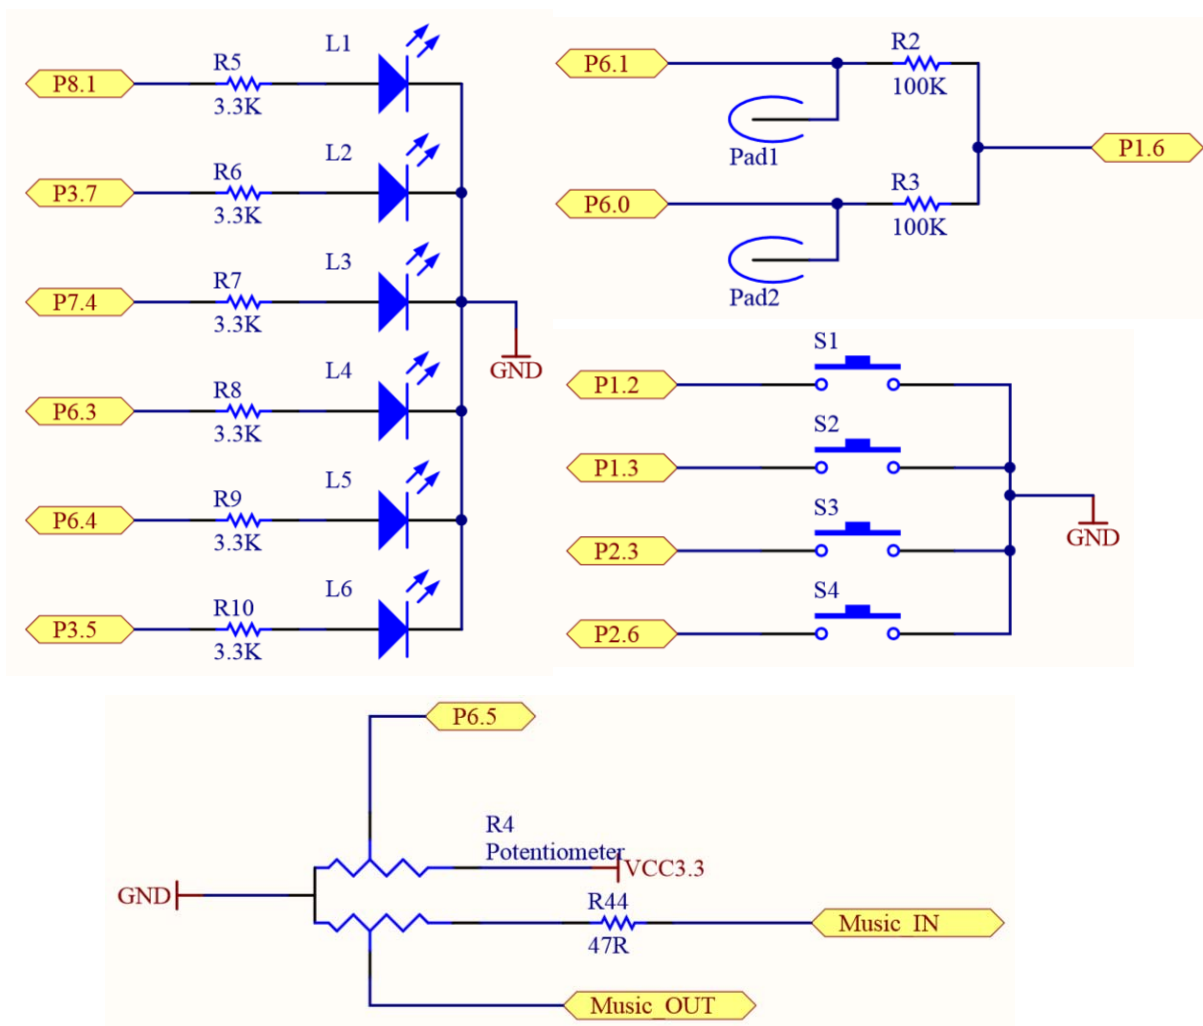 P8.1
R5
3.3K
L1
P3.7
R6
3.3K
L2
P7.4
R7
3.3K
L3
GND
P6.3
R8
3.3K
L4
P6.4
R9
3.3K
L5
P3.5
R10
3.3K
L6
P6.1
R2
100K
Pad1
P1.6
P6.0
R3
100K
Pad2
S1
P1.2
S2
P1.3
S3
P2.3
GND
S4
P2.6
P6.5
R4
Potentiometer
VCC3.3
GND
R44
47R
Music_IN
Music_OUT